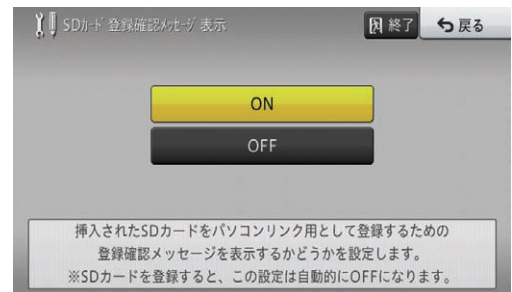 SDｶｰﾄﾞ 登録確認ﾒｯｾｰｼﾞ 表示
終了
戻る
ON
OFF
挿入されたSDカードをパソコンリンク用として登録するための
登録確認メッセージを表示するかどうかを設定します。
※SDカードを登録すると、この設定は自動的にOFFになります。